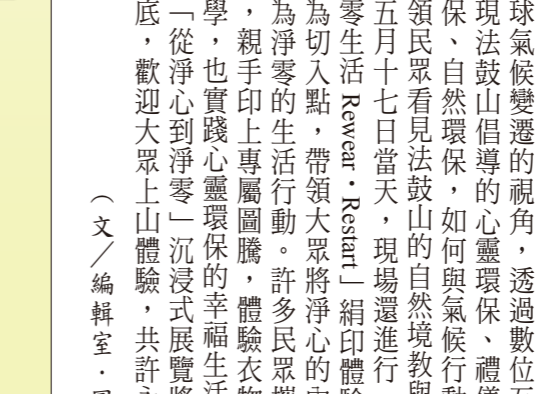 球氣候變遷的視角，透過數位互
現法鼓山倡導的心靈環保、禮儀
保、自然環保，如何與氣候行動
領民眾看見法鼓山的自然境教與
五月十七日當天，現場還進行
零生活 Rewear・Restart」絹印體驗
為切入點，帶領大眾將淨心的
為淨零的生活行動。許多民眾攜
，親手印上專屬圖騰，體驗衣物
學，也實踐心靈環保的幸福生活
「從淨心到淨零」沉浸式展覽將
底，歡迎大眾上山體驗，共許
（文／編輯室・